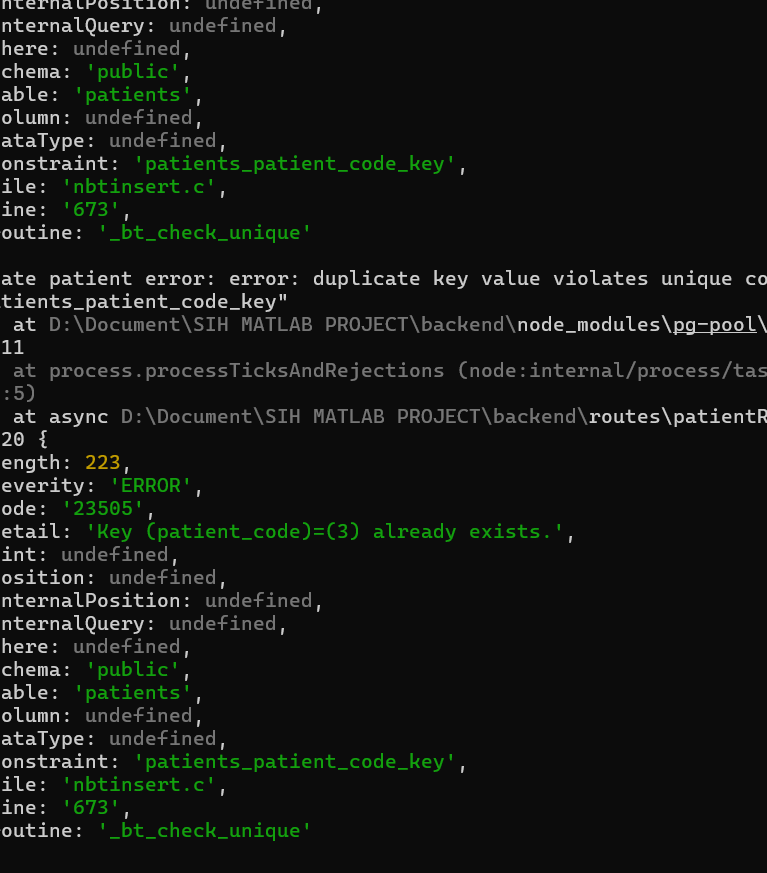 nternalPosition: undefined,
nternalQuery: undefined,
here: undefined,
chema: 'public',
able: 'patients',
olumn: undefined,
ataType: undefined,
onstraint: 'patients_patient_code_key',
ile: 'nbtinsert.c',
ine: '673',
outine: '_bt_check_unique'
ate patient error: error: duplicate key value violates unique co
tients_patient_code_key"
at D:\Document\SIH MATLAB PROJECT\backend\node_modules\pg-pool\
11
at process.processTicksAndRejections (node:internal/process/tas
:5)
at async D:\Document\SIH MATLAB PROJECT\backend\routes\patientR
20 {
ength: 223,
everity: 'ERROR',
ode: '23505',
etail: 'Key (patient_code)=(3) already exists.',
int: undefined,
osition: undefined,
nternalPosition: undefined,
nternalQuery: undefined,
here: undefined,
chema: 'public',
able: 'patients',
olumn: undefined,
ataType: undefined,
onstraint: 'patients_patient_code_key',
ile: 'nbtinsert.c',
ine: '673',
outine: '_bt_check_unique'